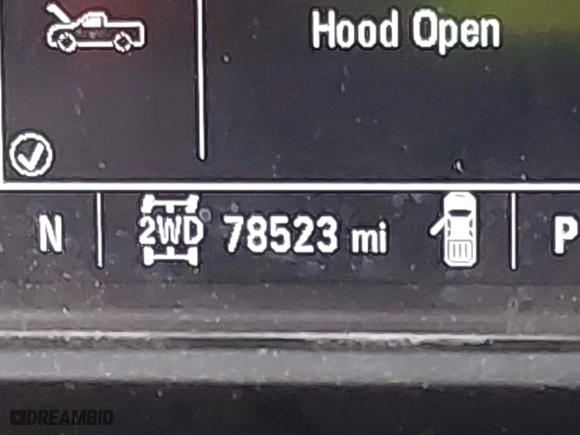 Hood Open
N 2WD 78523 mi P
DREAMBID